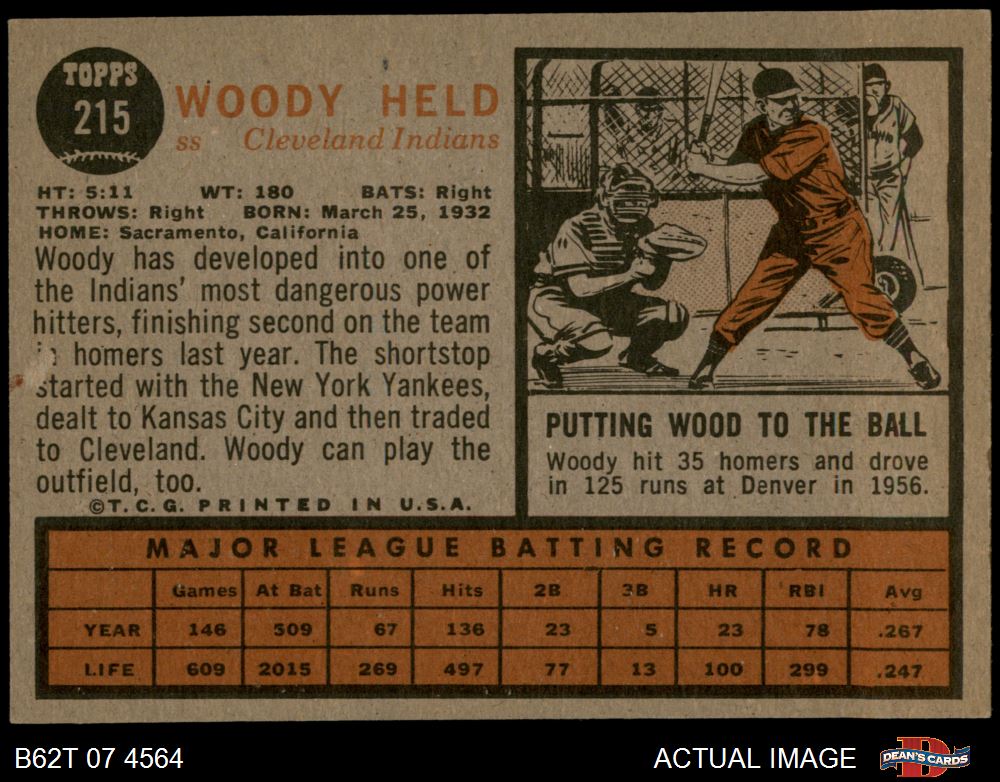 TOPPS
215
WOODY HELD
ss Cleveland Indians
HT: 5:11 WT: 180 BATS: Right
THROWS: Right BORN: March 25, 1932
HOME: Sacramento, California
Woody has developed into one of
the Indians' most dangerous power
hitters, finishing second on the team
in homers last year. The shortstop
started with the New York Yankees,
dealt to Kansas City and then traded
to Cleveland. Woody can play the
outfield, too.
©T.C.G. PRINTED IN U.S.A.
PUTTING WOOD TO THE BALL
Woody hit 35 homers and drove
in 125 runs at Denver in 1956.
MAJOR LEAGUE BATTING RECORD
Games At Bat Runs Hits 2B 3B HR RBI Avg
YEAR 146 509 67 136 23 5 23 78 .267
LIFE 609 2015 269 497 77 13 100 299 .247
B62T 07 4564
ACTUAL IMAGE
DEAN'S CARDS